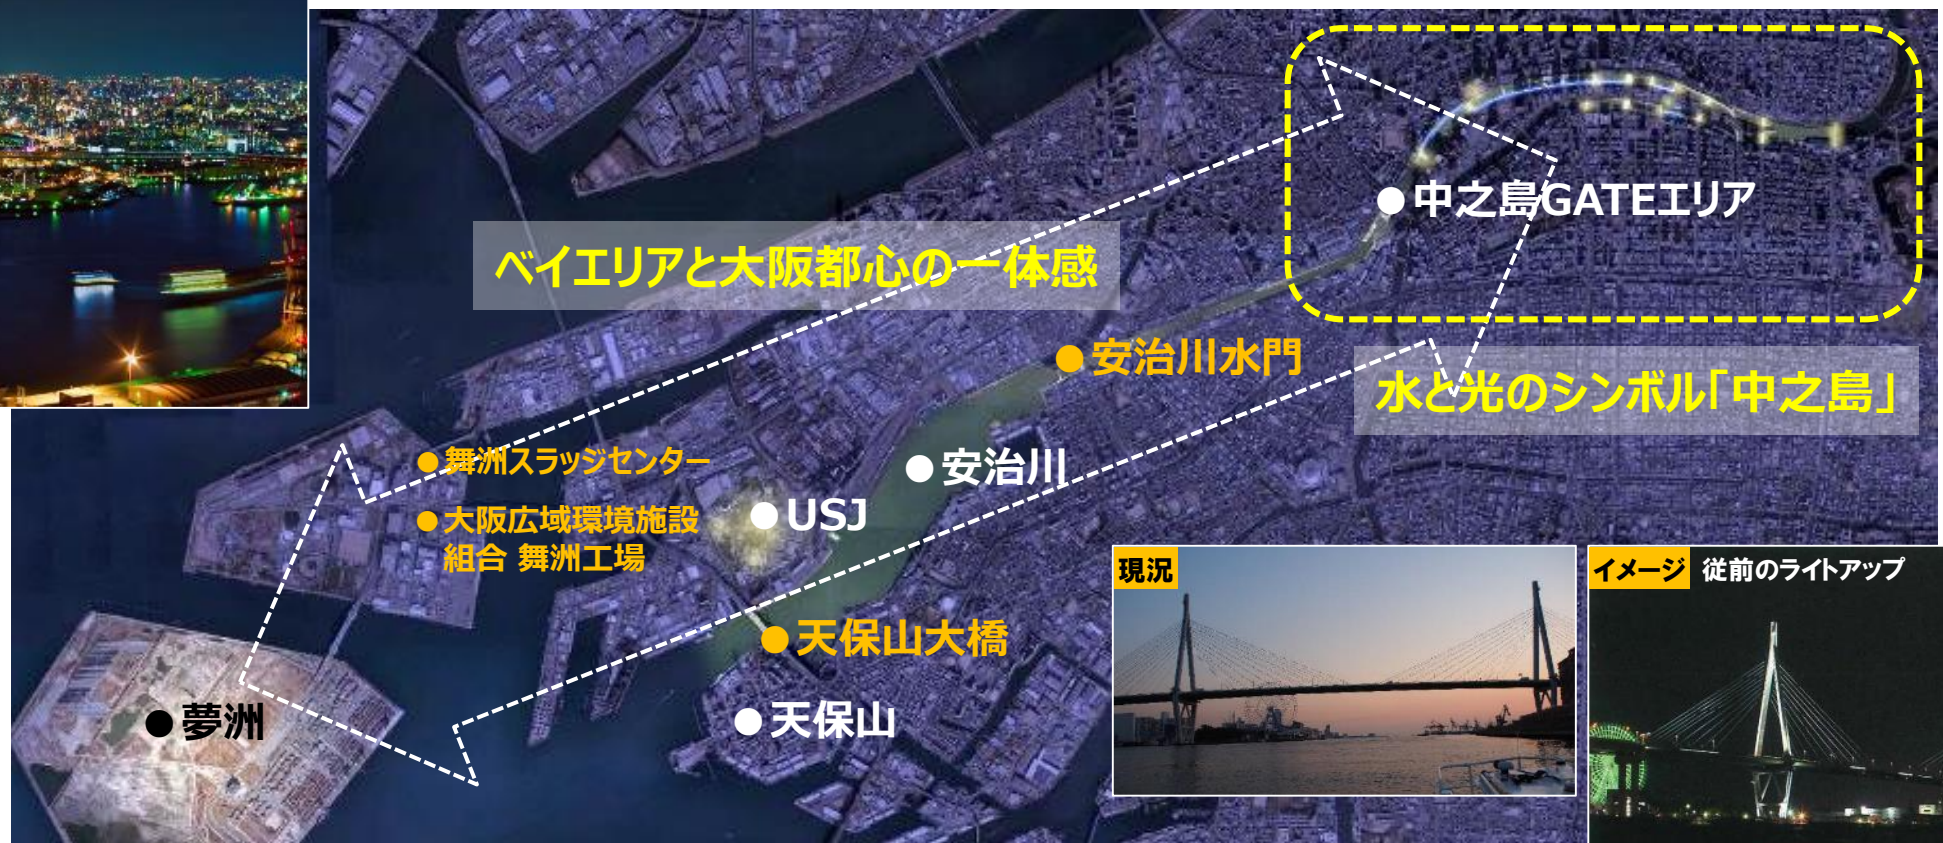 ●中之島GATEエリア
ベイエリアと大阪都心の一体感
●安治川水門
水と光のシンボル「中之島」
●舞洲スラッジセンター
●安治川
●大阪広域環境施設
組合 舞洲工場
●USJ
現況
イメージ 従前のライトアップ
●天保山大橋
●夢洲
●天保山